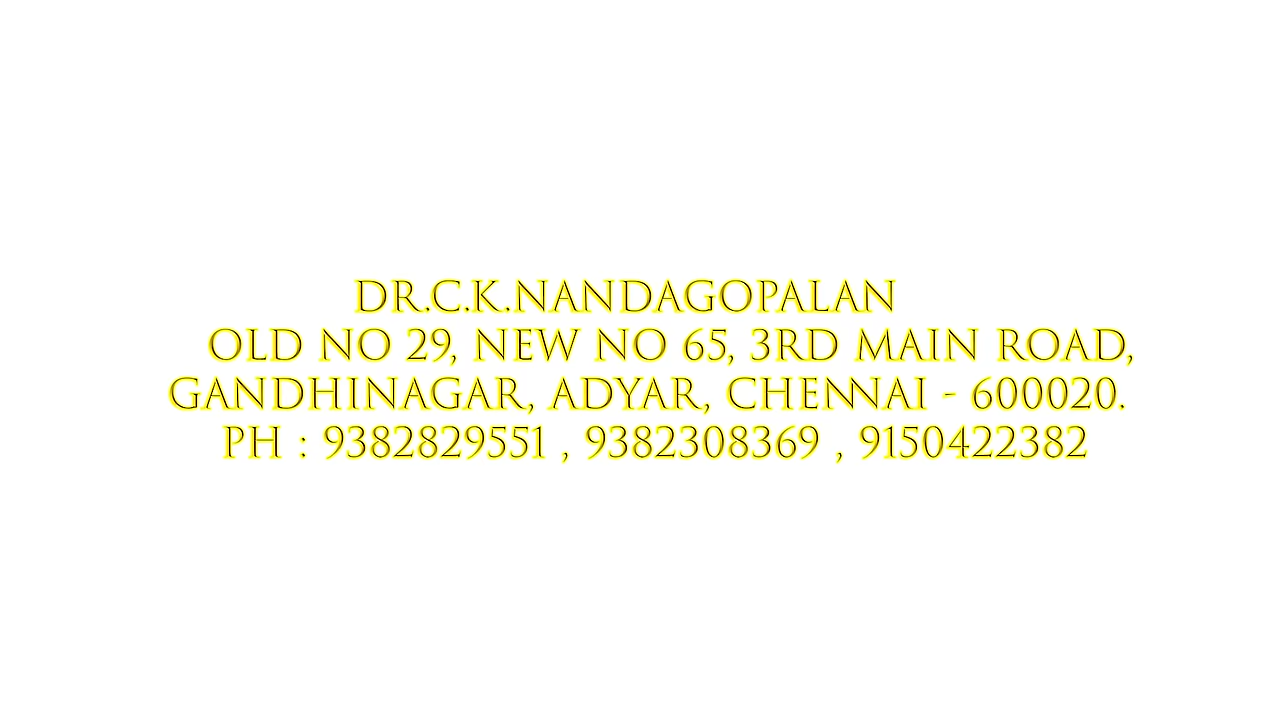 DR.C.K.NANDAGOPALAN
OLD NO 29, NEW NO 65, 3RD MAIN ROAD,
GANDHINAGAR, ADYAR, CHENNAI - 600020.
PH : 9382829551 , 9382308369 , 9150422382